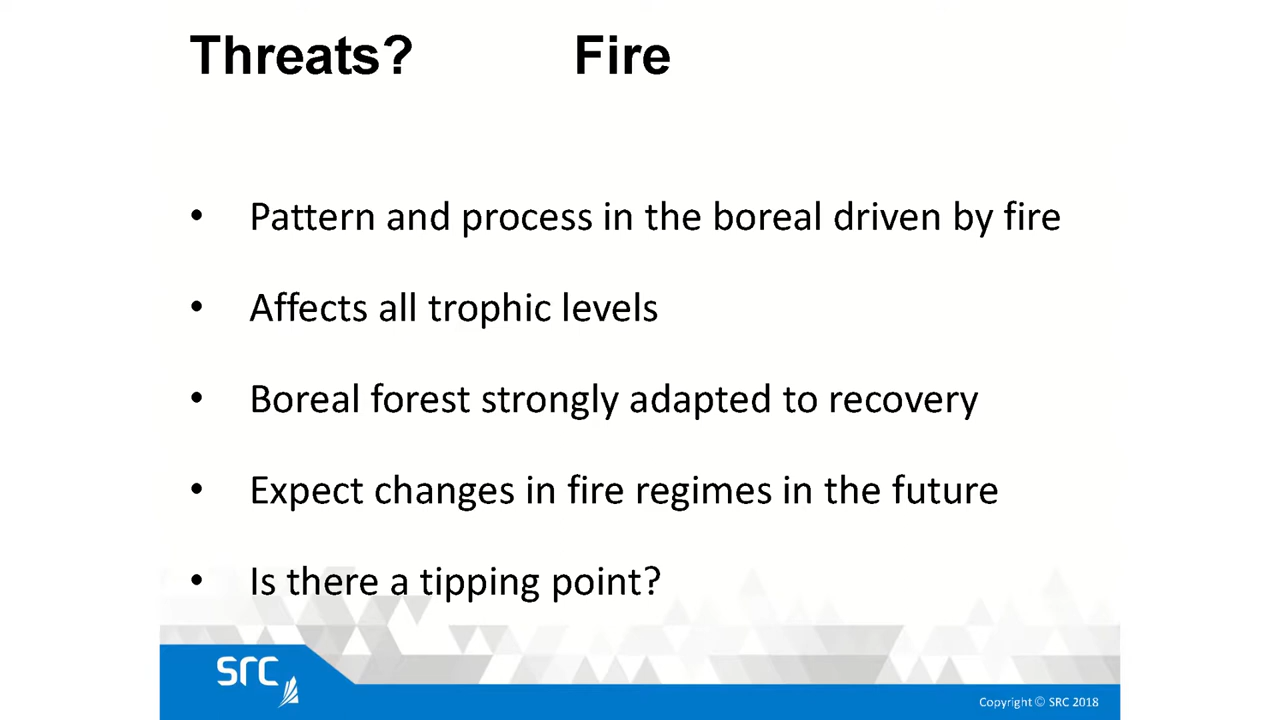 Threats? Fire
• Pattern and process in the boreal driven by fire
• Affects all trophic levels
• Boreal forest strongly adapted to recovery
• Expect changes in fire regimes in the future
• Is there a tipping point?
src
Copyright © SRC 2018